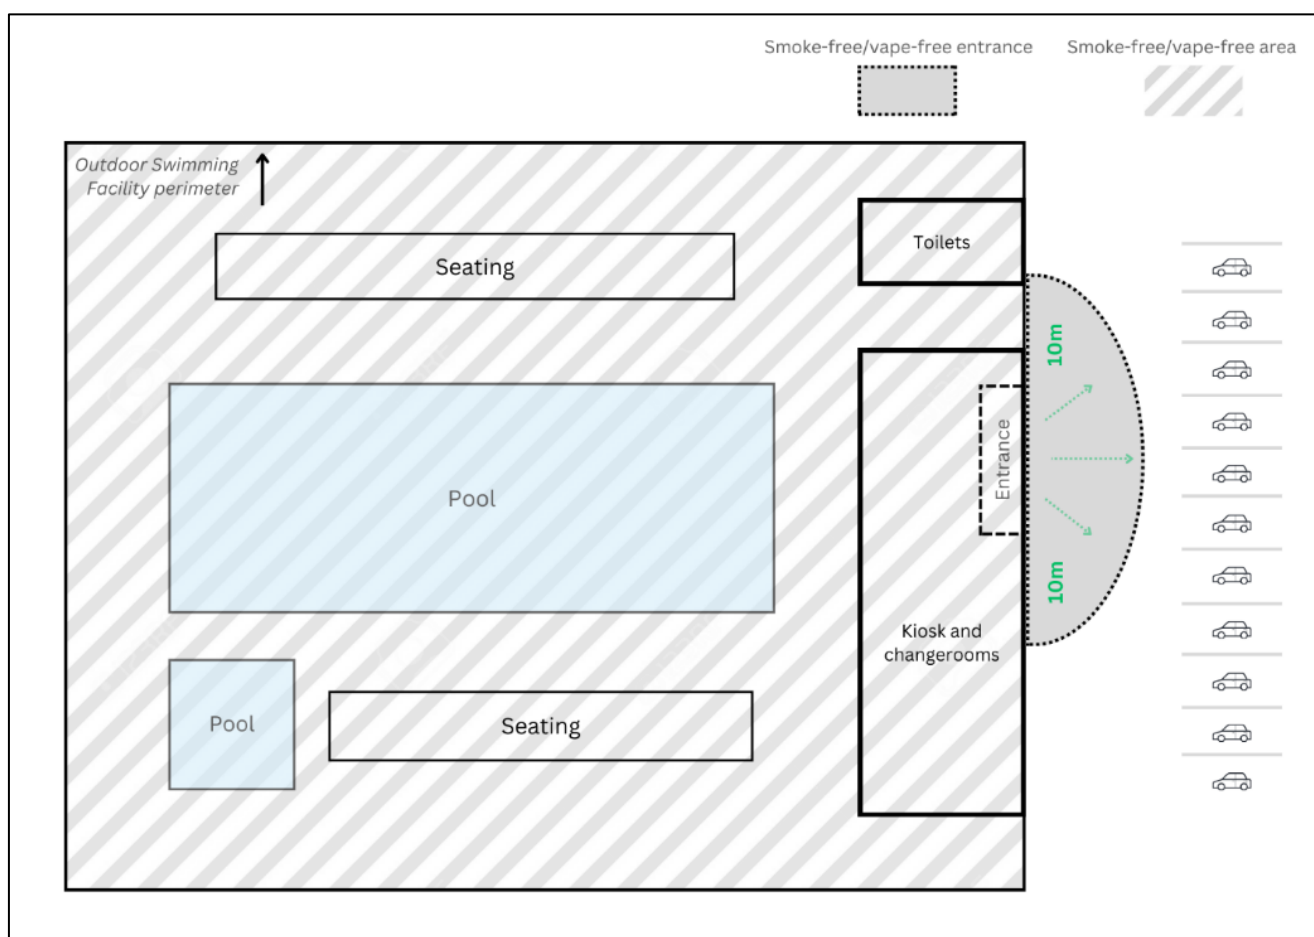 Smoke-free/vape-free entrance
Smoke-free/vape-free area
Outdoor Swimming
Facility perimeter
Toilets
Seating
10m
Entrance
Pool
10m
Kiosk and
changerooms
Pool
Seating